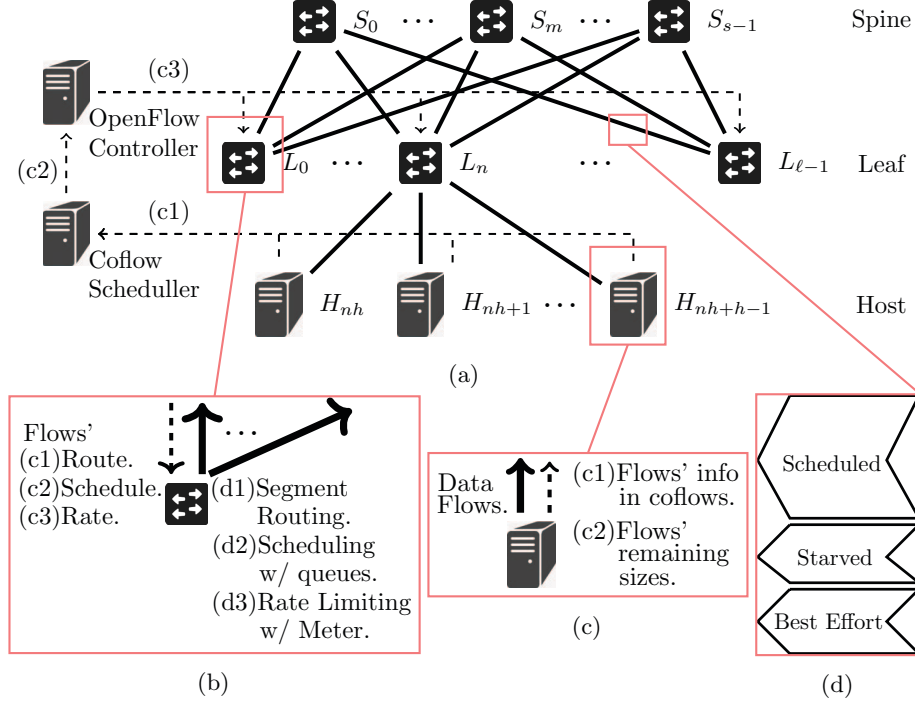 S_0 ··· S_m ··· S_{s−1} Spine
(c3)
OpenFlow
Controller
(c2)
L_0 ··· L_n ··· L_{ℓ−1} Leaf
(c1)
Coflow
Scheduller
H_{nh} H_{nh+1} ··· H_{nh+h−1} Host
(a)
Flows'
(c1)Route.
(c2)Schedule.
(c3)Rate.
···
(d1)Segment
Routing.
(d2)Scheduling
w/ queues.
(d3)Rate Limiting
w/ Meter.
(b)
Data
Flows.
(c1)Flows' info
in coflows.
(c2)Flows'
remaining
sizes.
(c)
Scheduled
Starved
Best Effort
(d)